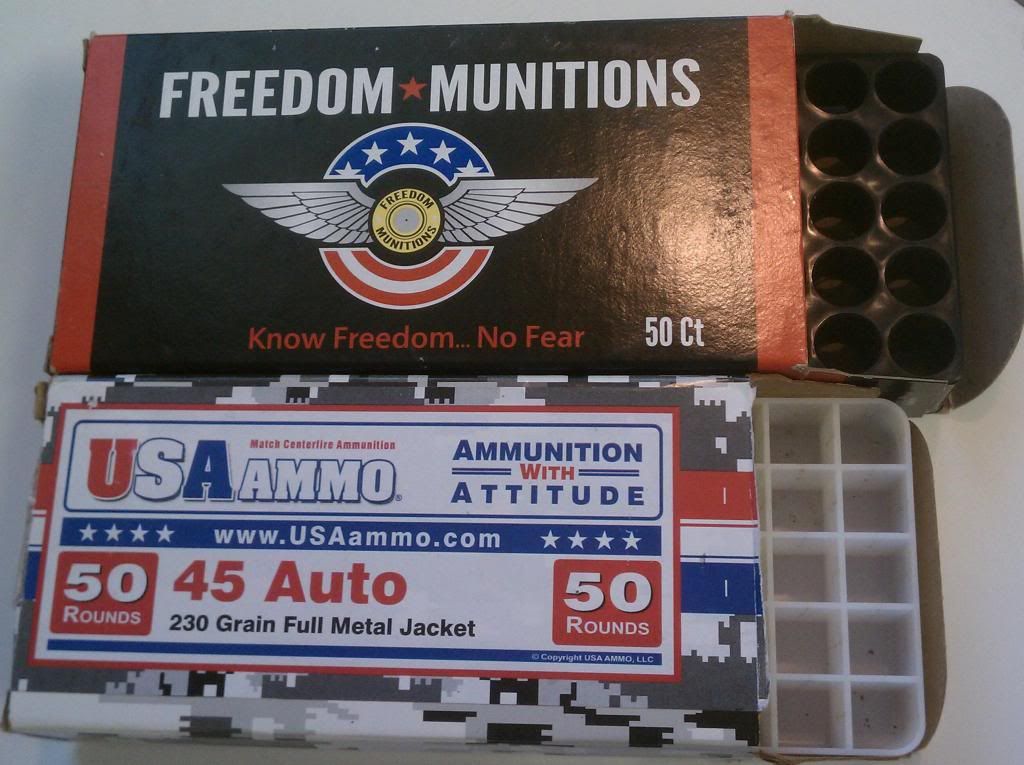 FREEDOM★MUNITIONS
FREEDOM
MUNITIONS
Know Freedom... No Fear
50 Ct
USA AMMO®
Match Centerfire Ammunition
AMMUNITION
WITH
ATTITUDE
★★★★ www.USAammo.com ★★★★
50
ROUNDS
45 Auto
230 Grain Full Metal Jacket
50
ROUNDS
© Copyright USA AMMO, LLC